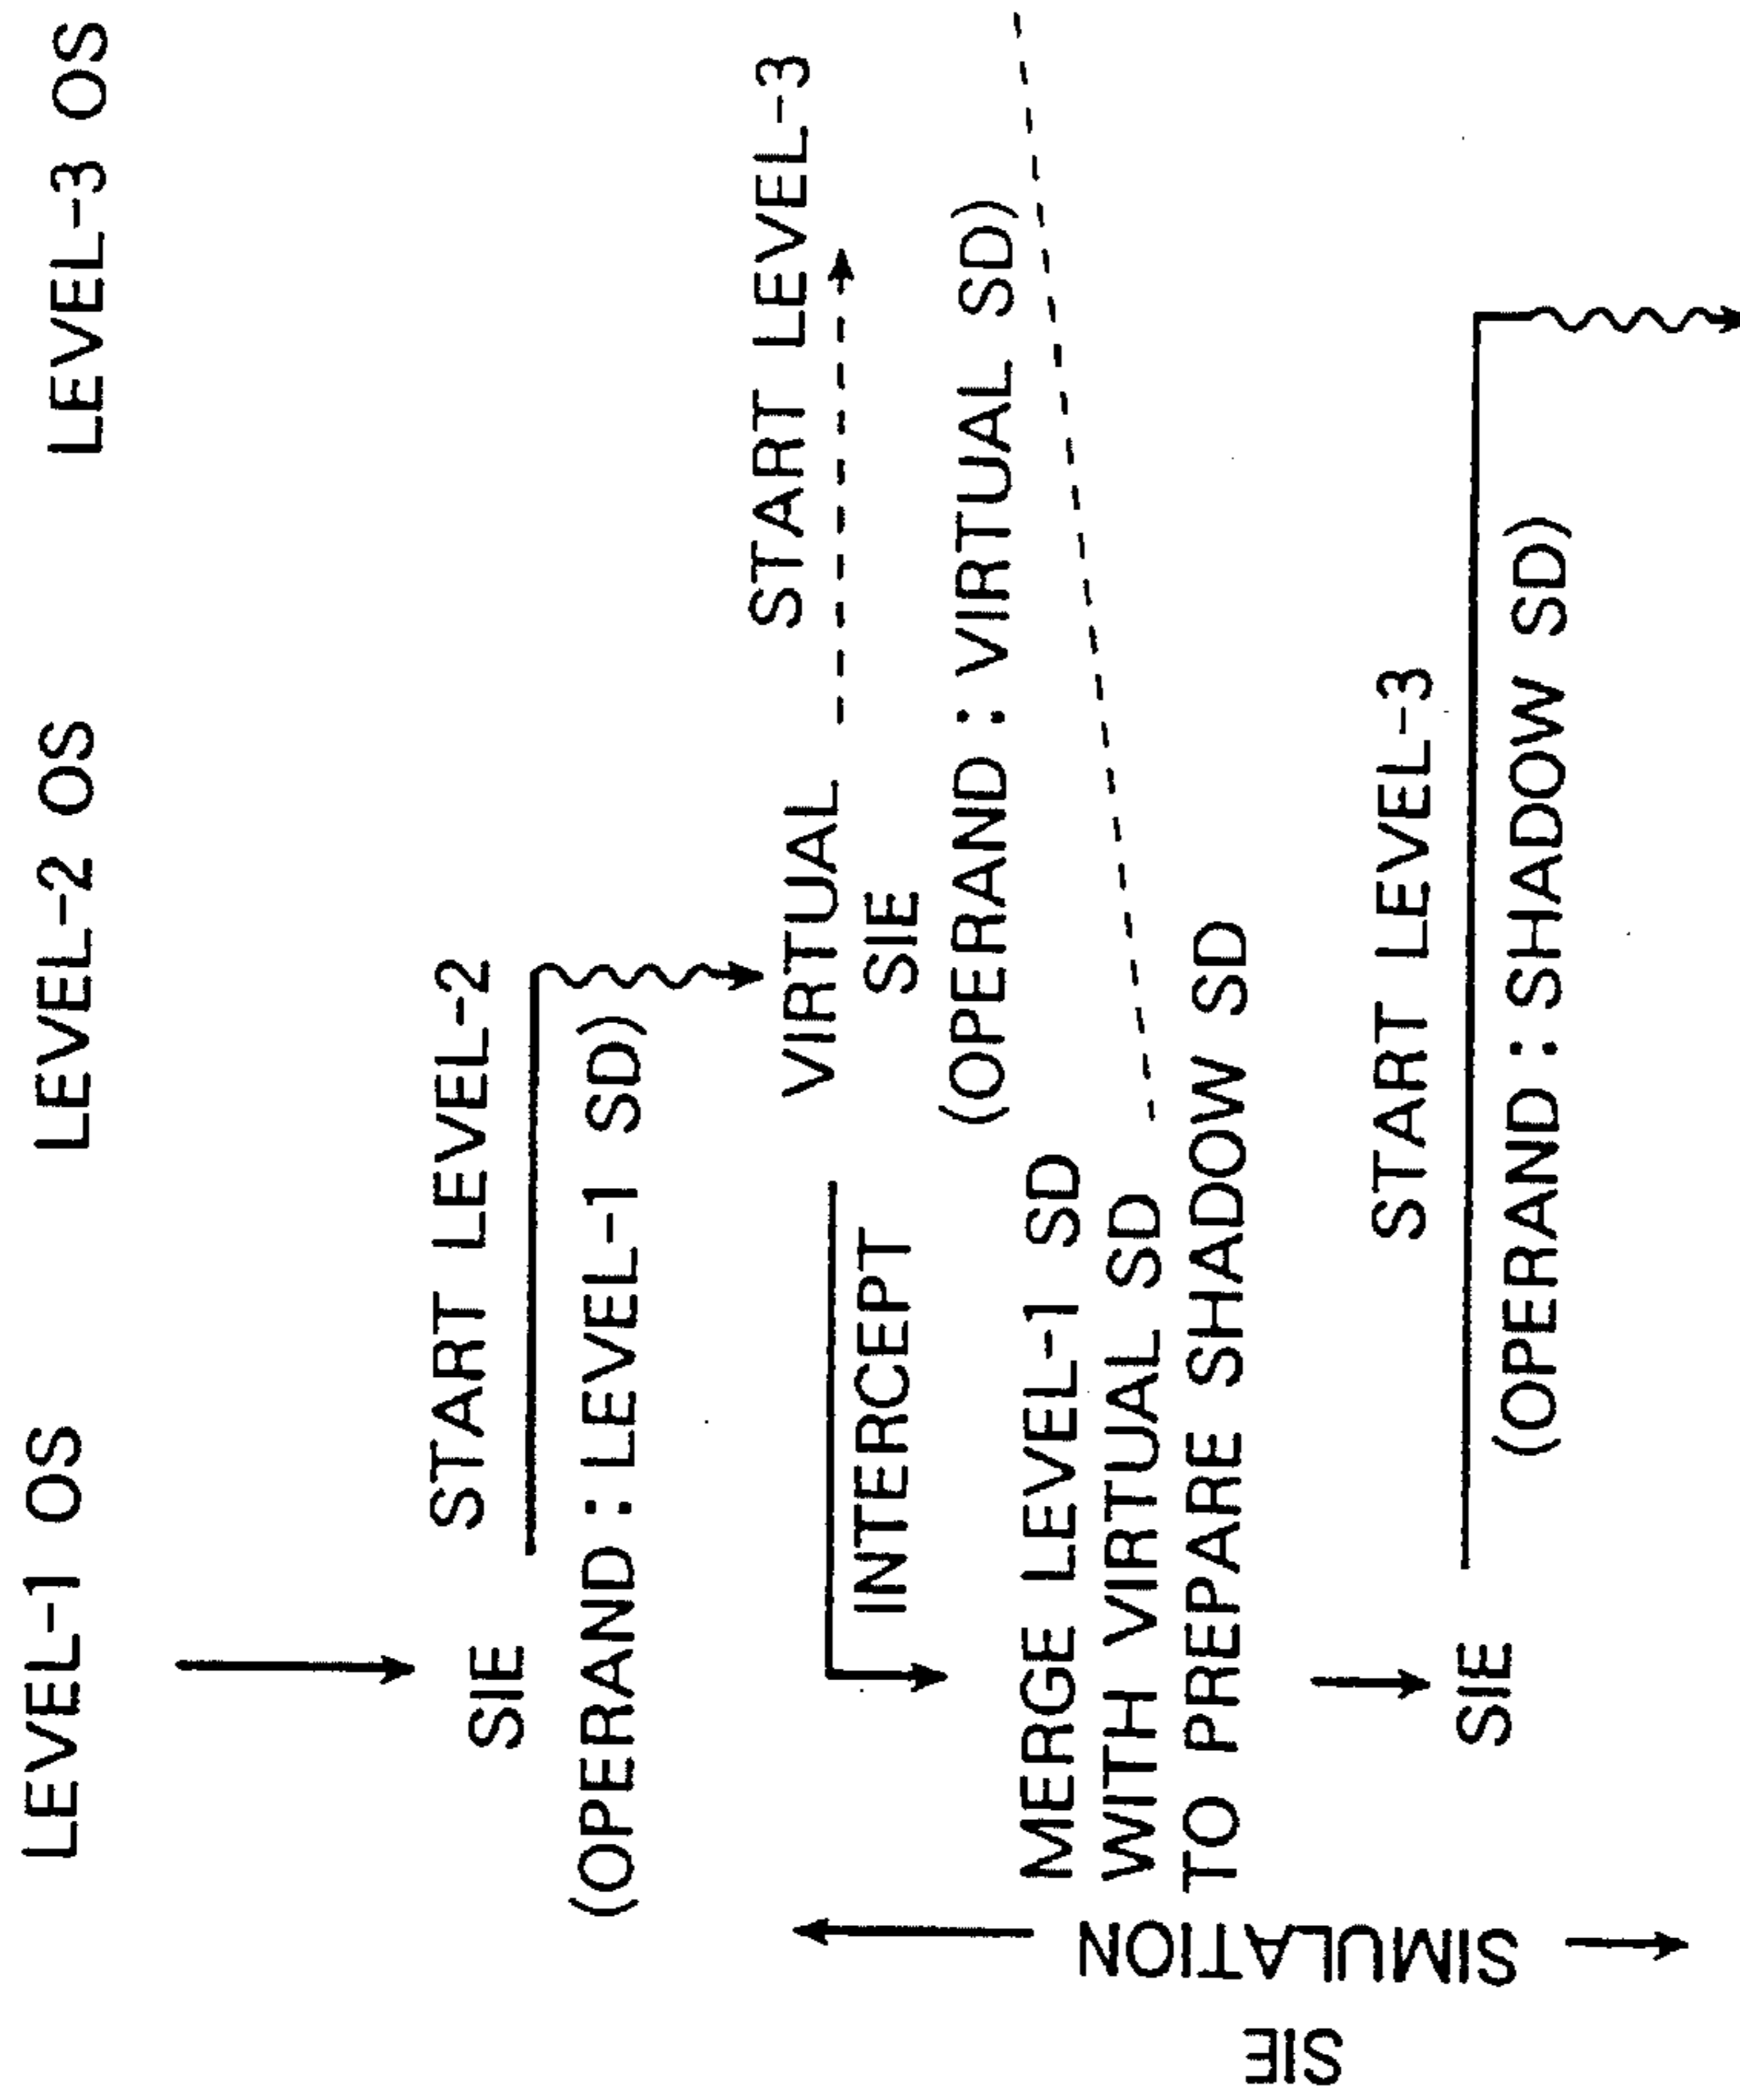 LEVEL-1 OS
LEVEL-2 OS
LEVEL-3 OS
START LEVEL-2
SIE
(OPERAND : LEVEL-1 SD)
START LEVEL-3
VIRTUAL
SIE
(OPERAND : VIRTUAL SD)
INTERCEPT
MERGE LEVEL-1 SD
WITH VIRTUAL SD
TO PREPARE SHADOW SD
START LEVEL-3
SIE
(OPERAND : SHADOW SD)
SIE
SIMULATION